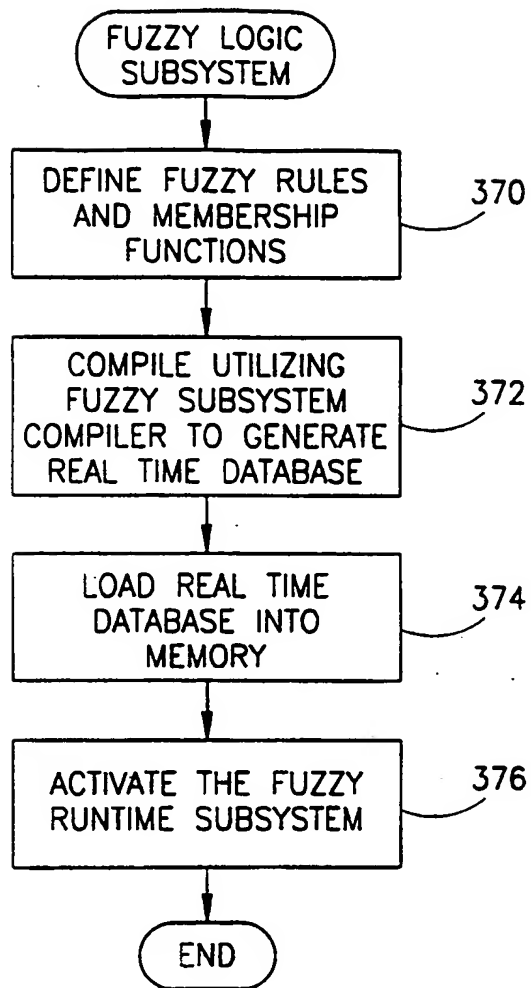 FUZZY LOGIC
SUBSYSTEM
DEFINE FUZZY RULES
AND MEMBERSHIP
FUNCTIONS
370
COMPILE UTILIZING
FUZZY SUBSYSTEM
COMPILER TO GENERATE
REAL TIME DATABASE
372
LOAD REAL TIME
DATABASE INTO
MEMORY
374
ACTIVATE THE FUZZY
RUNTIME SUBSYSTEM
376
END